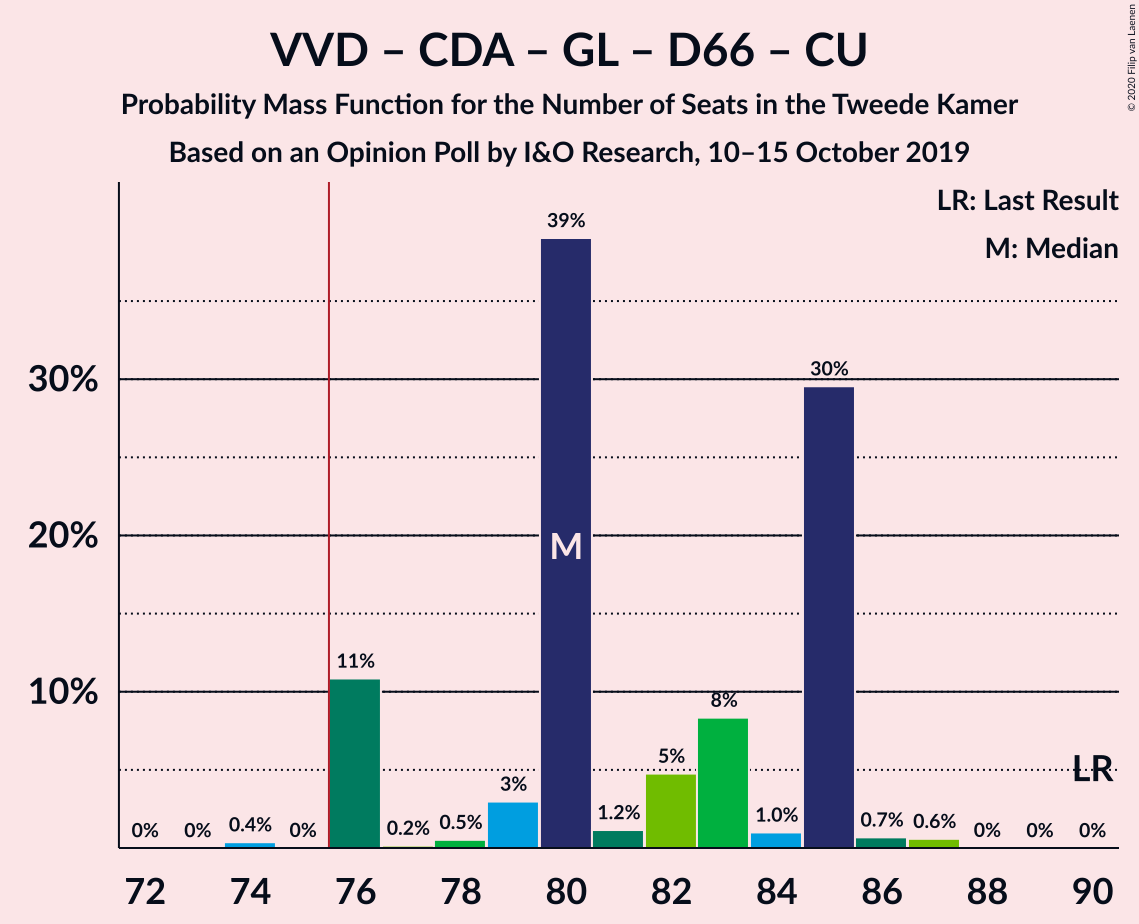 VVD – CDA – GL – D66 – CU
Probability Mass Function for the Number of Seats in the Tweede Kamer
Based on an Opinion Poll by I&O Research, 10–15 October 2019
© 2020 Filip van Laenen
LR: Last Result
M: Median
39%
30%
30%
20%
M
11%
10%
8%
5%
LR
3%
0% 0% 0.4% 0% 0.2% 0.5% 1.2% 1.0% 0.7% 0.6% 0% 0% 0%
72 74 76 78 80 82 84 86 88 90